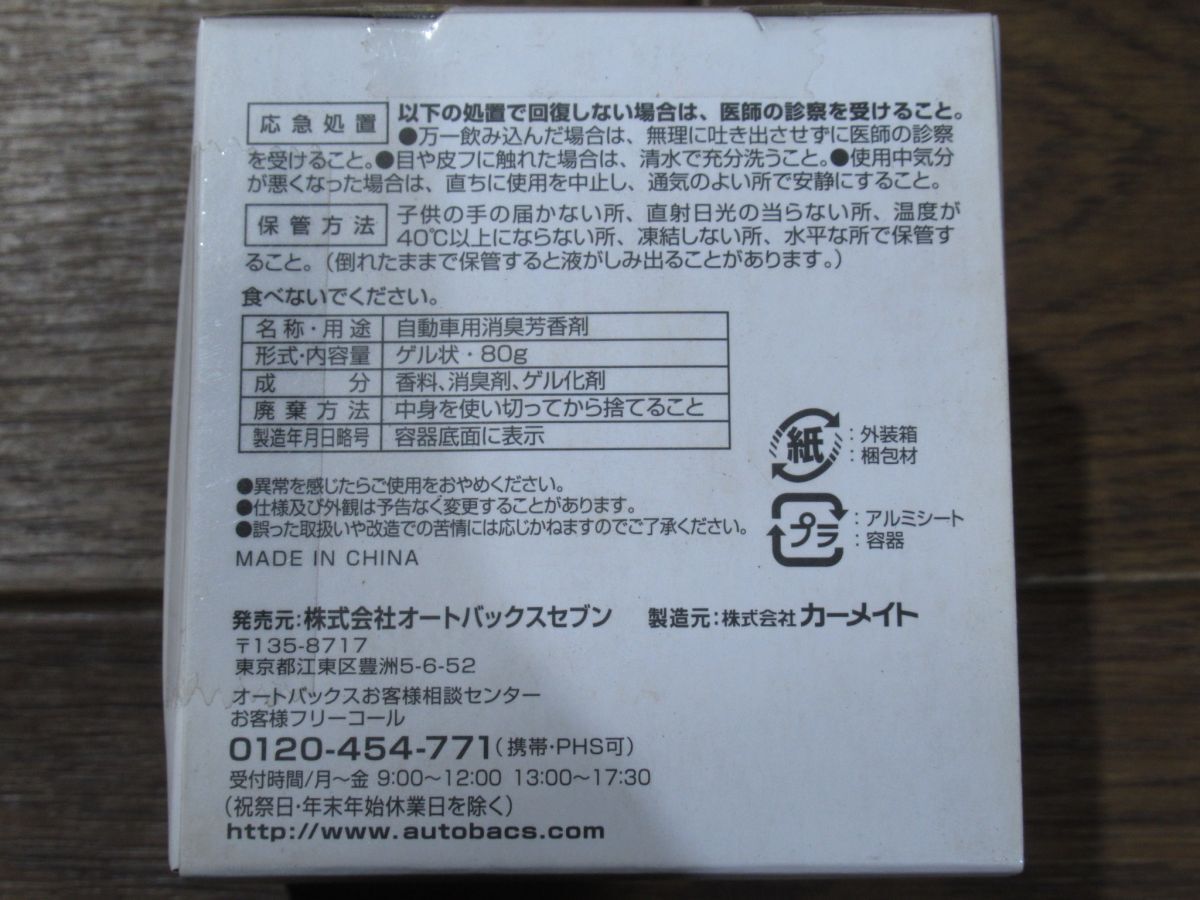 応急処置 以下の処置で回復しない場合は、医師の診察を受けること。
●万一飲み込んだ場合は、無理に吐き出させずに医師の診察
を受けること。●目や皮フに触れた場合は、清水で充分洗うこと。●使用中気分
が悪くなった場合は、直ちに使用を中止し、通気のよい所で安静にすること。
保管方法 子供の手の届かない所、直射日光の当らない所、温度が
40℃以上にならない所、凍結しない所、水平な所で保管す
ること。(倒れたままで保管すると液がしみ出ることがあります。)
食べないでください。
名称・用途 自動車用消臭芳香剤
形式・内容量 ゲル状・80g
成分 香料、消臭剤、ゲル化剤
廃棄方法 中身を使い切ってから捨てること
製造年月日略号 容器底面に表示
紙 :外装箱
:梱包材
●異常を感じたらご使用をおやめください。
●仕様及び外観は予告なく変更することがあります。
●誤った取扱いや改造での苦情には応じかねますのでご了承ください。
プラ :アルミシート
:容器
MADE IN CHINA
発売元:株式会社オートバックスセブン 製造元:株式会社 カーメイト
〒135-8717
東京都江東区豊洲5-6-52
オートバックスお客様相談センター
お客様フリーコール
0120-454-771(携帯・PHS可)
受付時間/月〜金 9:00〜12:00 13:00〜17:30
(祝祭日・年末年始休業日を除く)
http://www.autobacs.com